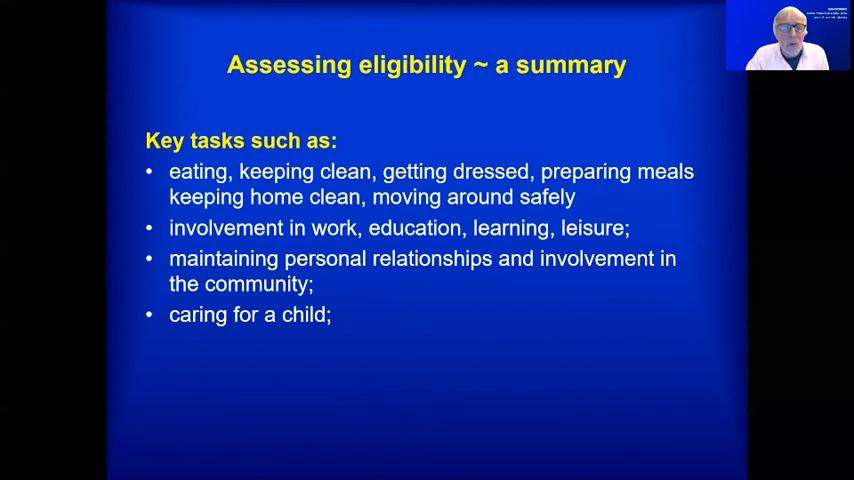 Assessing eligibility ~ a summary
Key tasks such as:
• eating, keeping clean, getting dressed, preparing meals
keeping home clean, moving around safely
• involvement in work, education, learning, leisure;
• maintaining personal relationships and involvement in
the community;
• caring for a child;